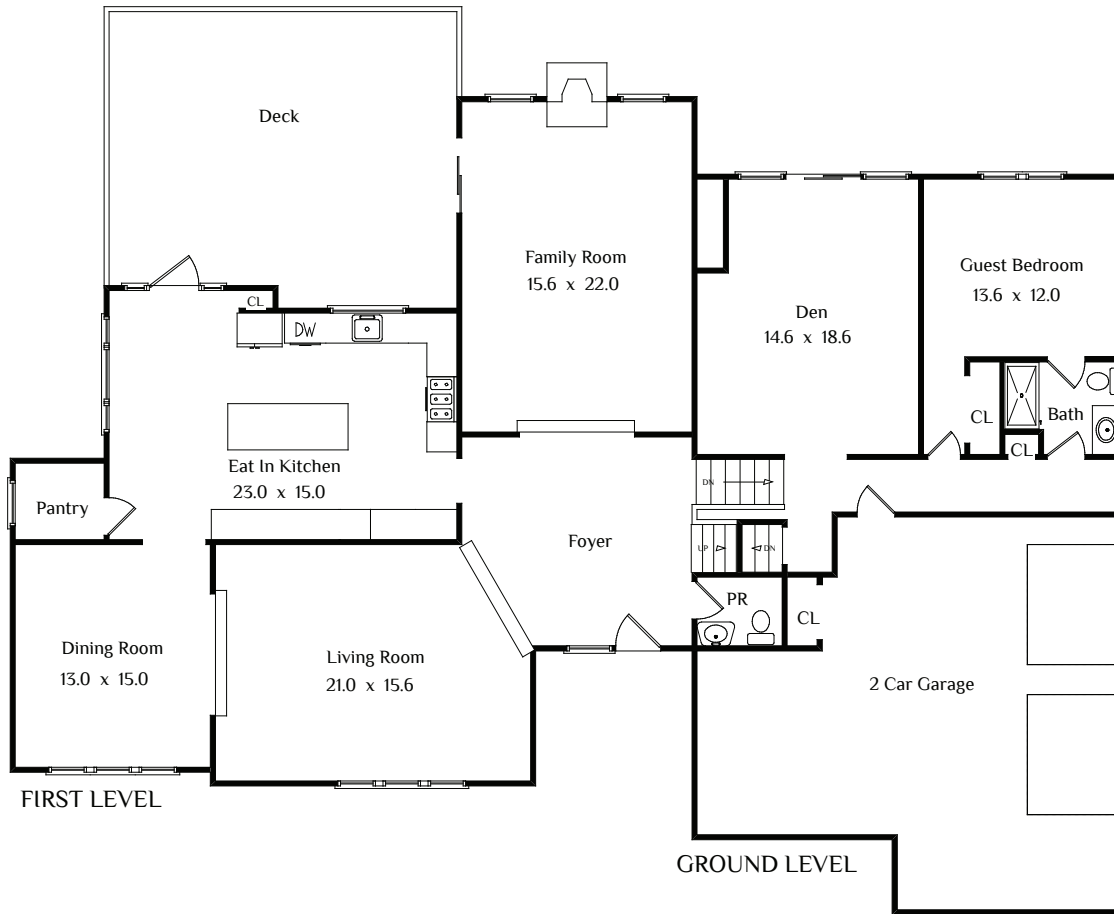 Deck
Family Room
15.6 x 22.0
Guest Bedroom
13.6 x 12.0
CL
DW
Den
14.6 x 18.6
Eat In Kitchen
23.0 x 15.0
CL
Bath
CL
Pantry
DN
Foyer
UP
DN
PR
CL
Dining Room
13.0 x 15.0
Living Room
21.0 x 15.6
2 Car Garage
FIRST LEVEL
GROUND LEVEL